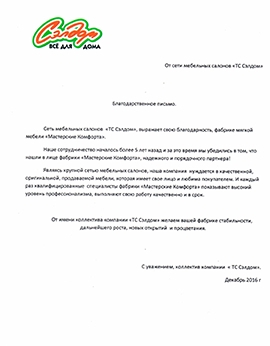 Сэлдом
ВСЁ ДЛЯ ДОМА
От сети мебельных салонов «ТС Сэлдом»
Благодарственное письмо.
Сеть мебельных салонов «ТС Сэлдом», выражает свою благодарность, фабрике мягкой
мебели «Мастерские Комфорта».
Наше сотрудничество началось более 5 лет назад и за это время мы убедились в том, что
нашли в лице фабрики «Мастерские Комфорта», надежного и порядочного партнера!
Являясь крупной сетью мебельных салонов, наша компания нуждается в качественной,
оригинальной, продаваемой мебели, которая имеет свое лицо и любима покупателями. И каждый
раз квалифицированные специалисты фабрики «Мастерские Комфорта» показывают высокий
уровень профессионализма, выполняют свою работу качественно и в срок.
От имени коллектива компании «ТС Сэлдом» желаем вашей фабрике стабильности,
дальнейшего роста, новых открытий и процветания.
С уважением, коллектив компании « ТС Сэлдом».
Декабрь 2016 г